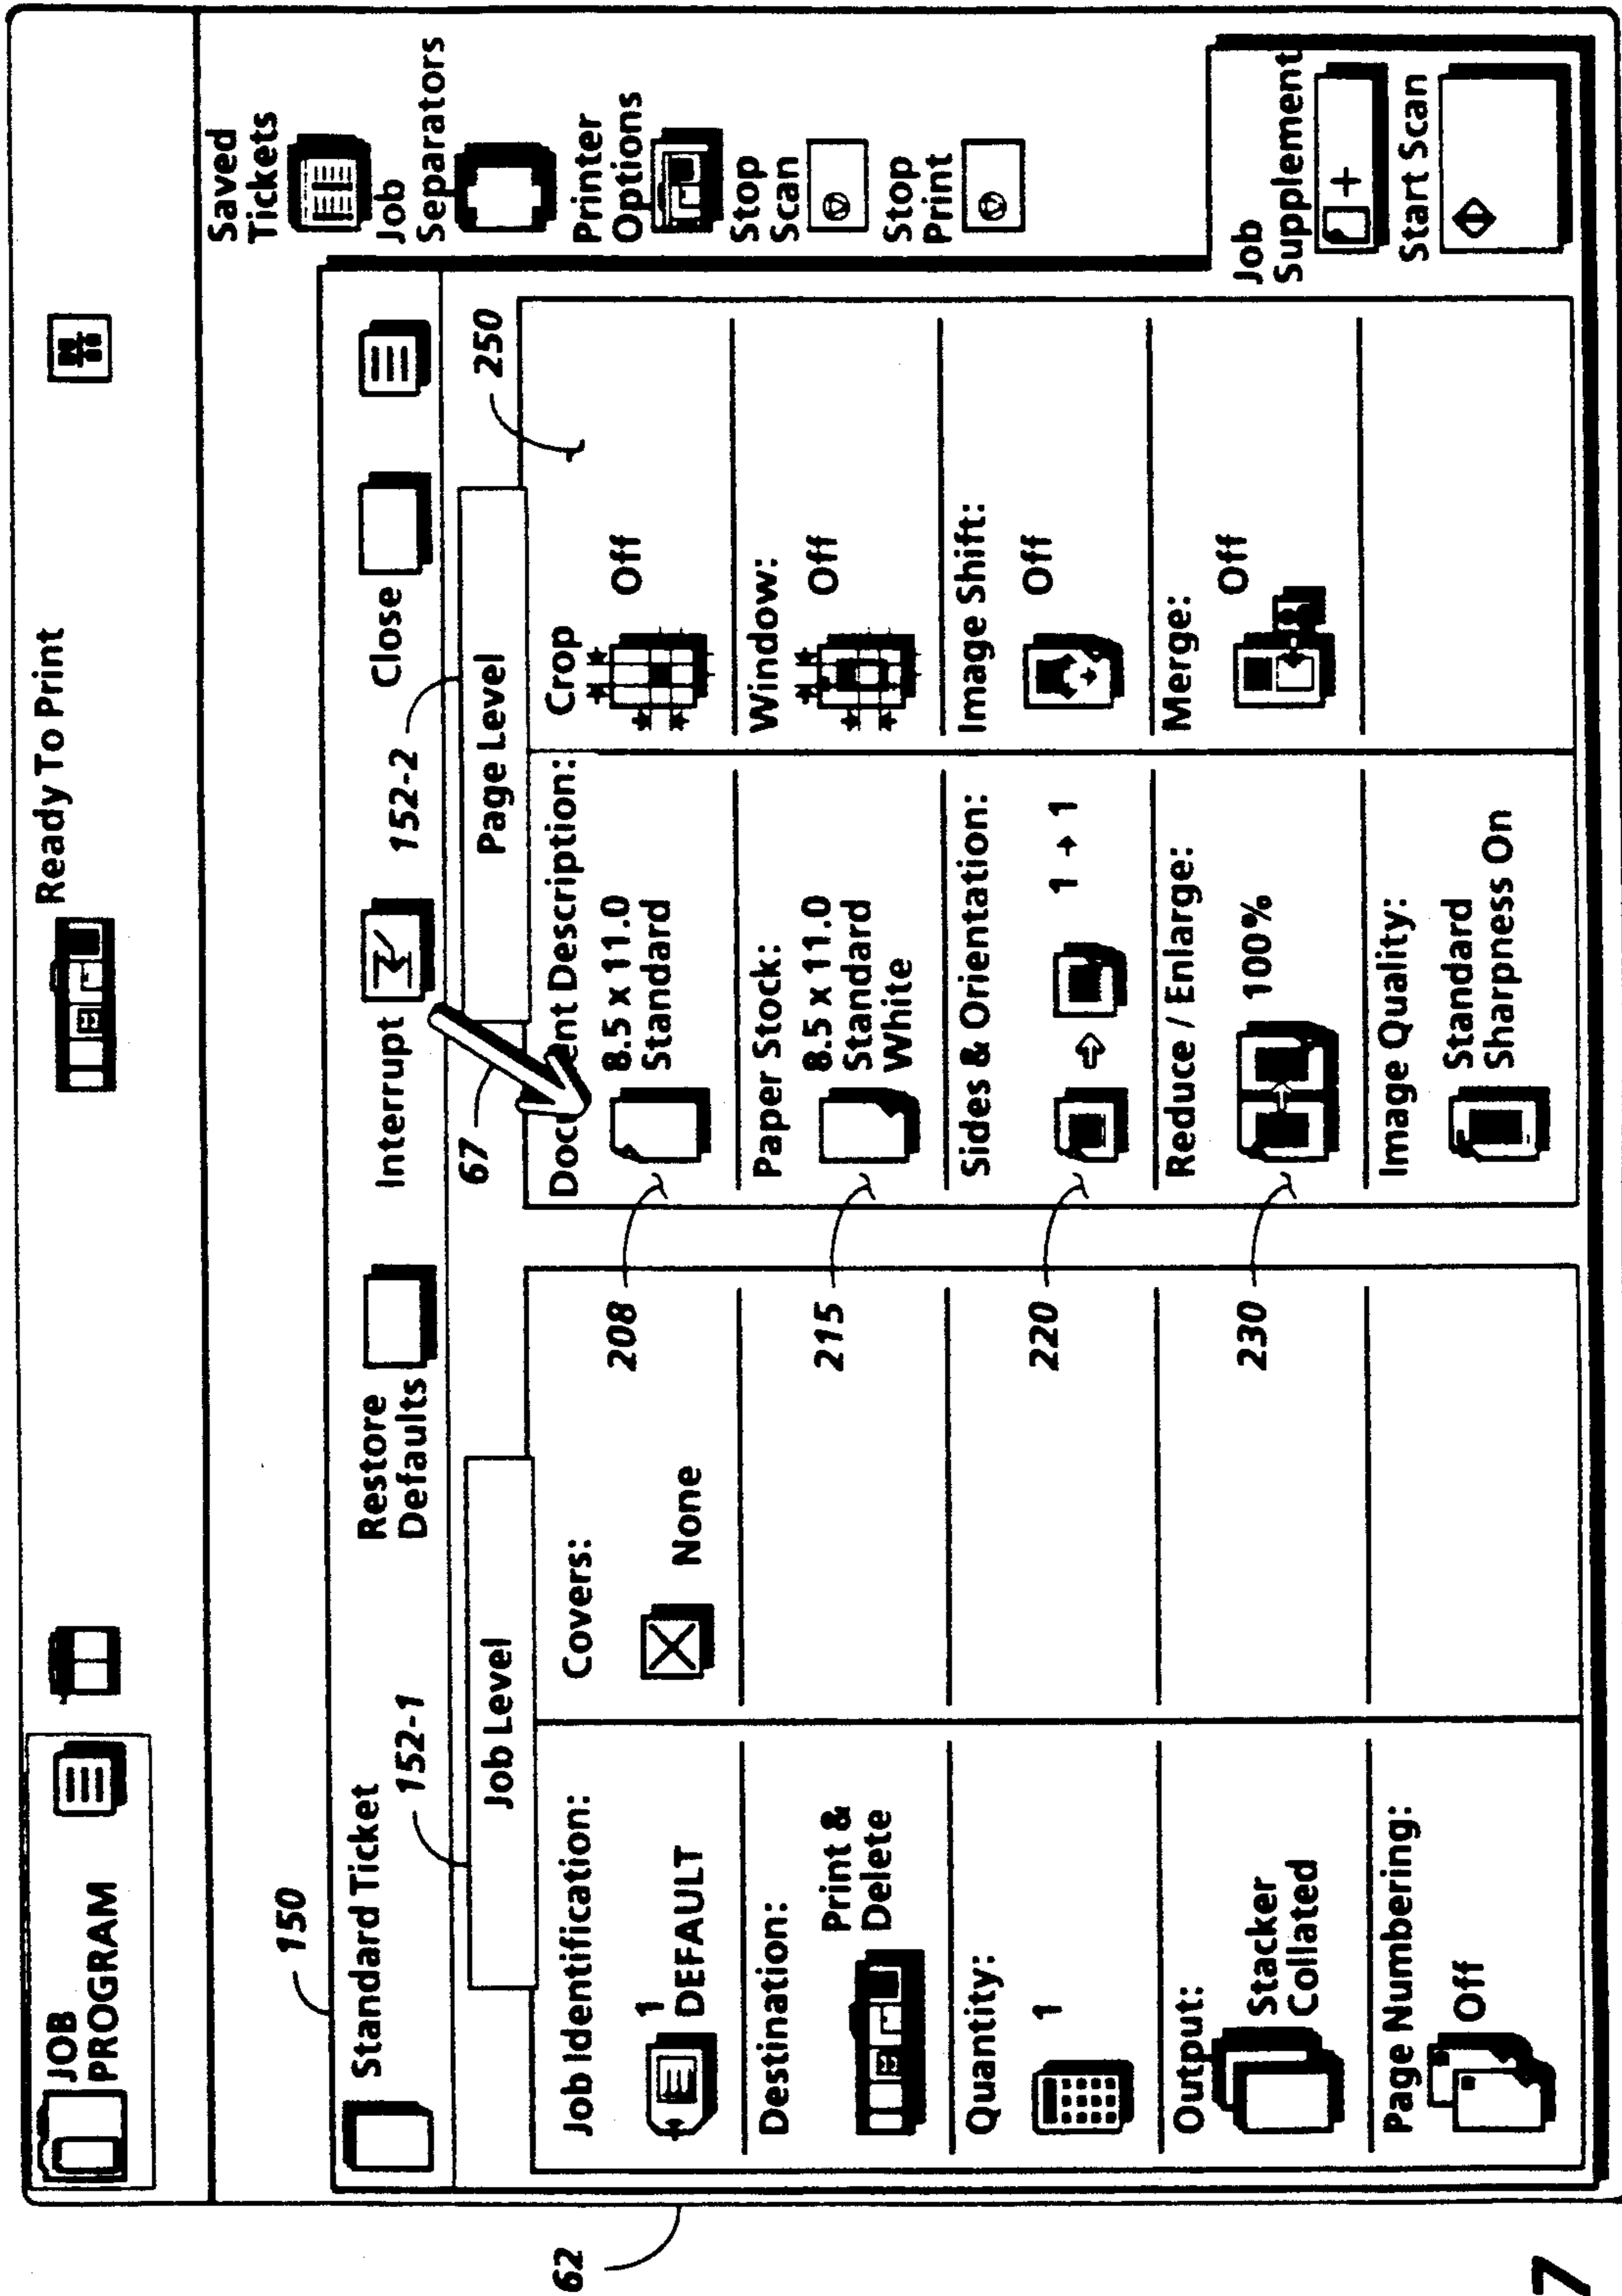 JOB
PROGRAM
Ready To Print
150
Standard Ticket
Restore
Defaults
Interrupt
Close
152-1
67
152-2
Job Level
Page Level
250
Job Identification:
1
DEFAULT
Covers:
None
Destination:
Print &
Delete
Quantity:
1
Output:
Stacker
Collated
Page Numbering:
Off
208
215
220
230
Document Description:
8.5 x 11.0
Standard
Paper Stock:
8.5 x 11.0
Standard
White
Sides & Orientation:
1 → 1
Reduce / Enlarge:
100%
Image Quality:
Standard
Sharpness On
Crop
Off
Window:
Off
Image Shift:
Off
Merge:
Off
Saved
Tickets
Job
Separators
Printer
Options
Stop
Scan
Stop
Print
Job
Supplement
+
Start Scan
62
7